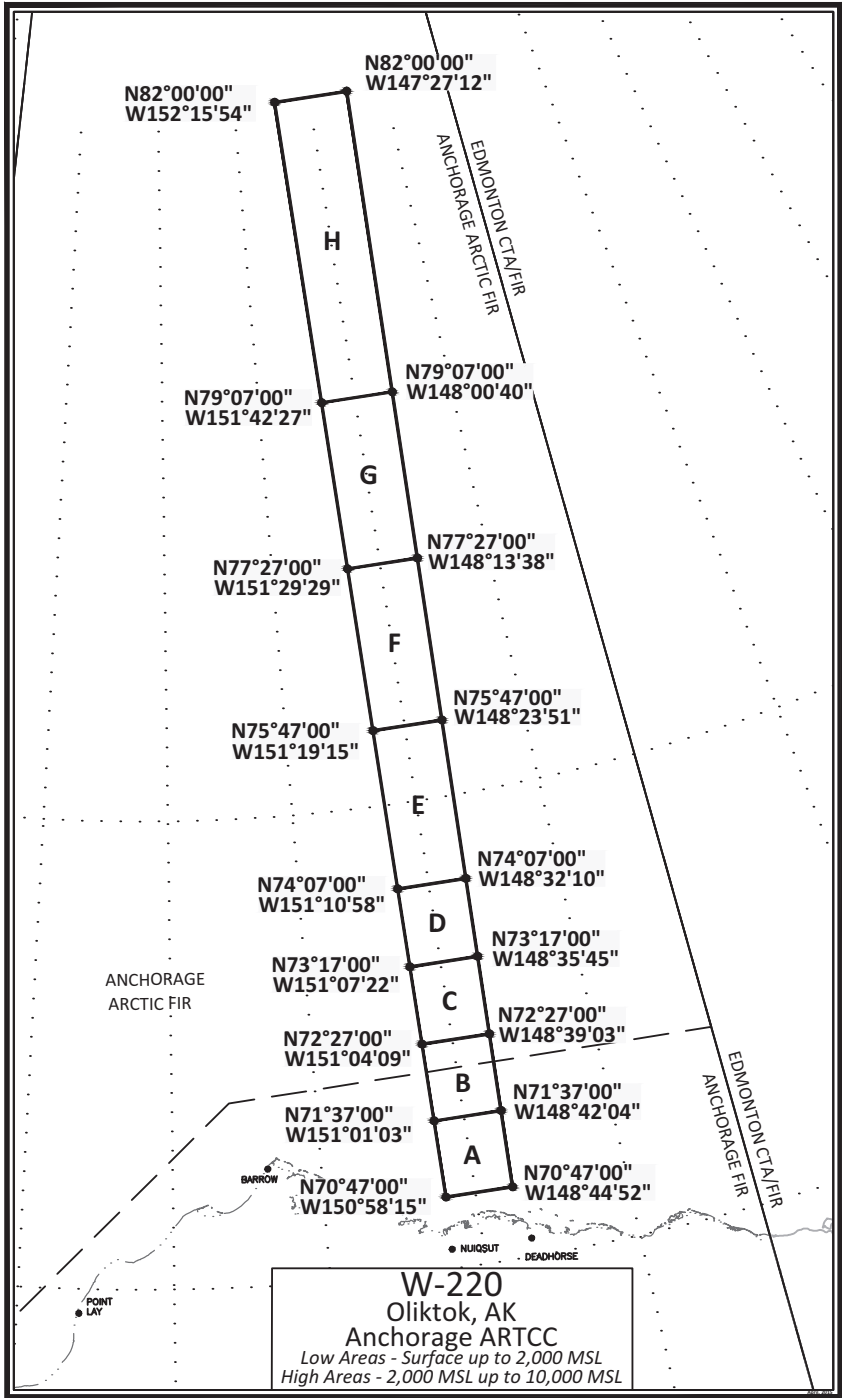 N82°00'00"
W147°27'12"
N82°00'00"
W152°15'54"
EDMONTON CTA/FIR
ANCHORAGE ARCTIC FIR
H
N79°07'00"
W148°00'40"
N79°07'00"
W151°42'27"
G
N77°27'00"
W148°13'38"
N77°27'00"
W151°29'29"
F
N75°47'00"
W148°23'51"
N75°47'00"
W151°19'15"
E
N74°07'00"
W148°32'10"
N74°07'00"
W151°10'58"
D
N73°17'00"
W148°35'45"
N73°17'00"
W151°07'22"
ANCHORAGE
ARCTIC FIR
C
N72°27'00"
W148°39'03"
N72°27'00"
W151°04'09"
B
EDMONTON CTA/FIR
ANCHORAGE FIR
N71°37'00"
W148°42'04"
N71°37'00"
W151°01'03"
A
BARROW
N70°47'00"
W148°44'52"
N70°47'00"
W150°58'15"
NUIQSUT
DEADHORSE
POINT
LAY
W-220
Oliktok, AK
Anchorage ARTCC
Low Areas - Surface up to 2,000 MSL
High Areas - 2,000 MSL up to 10,000 MSL